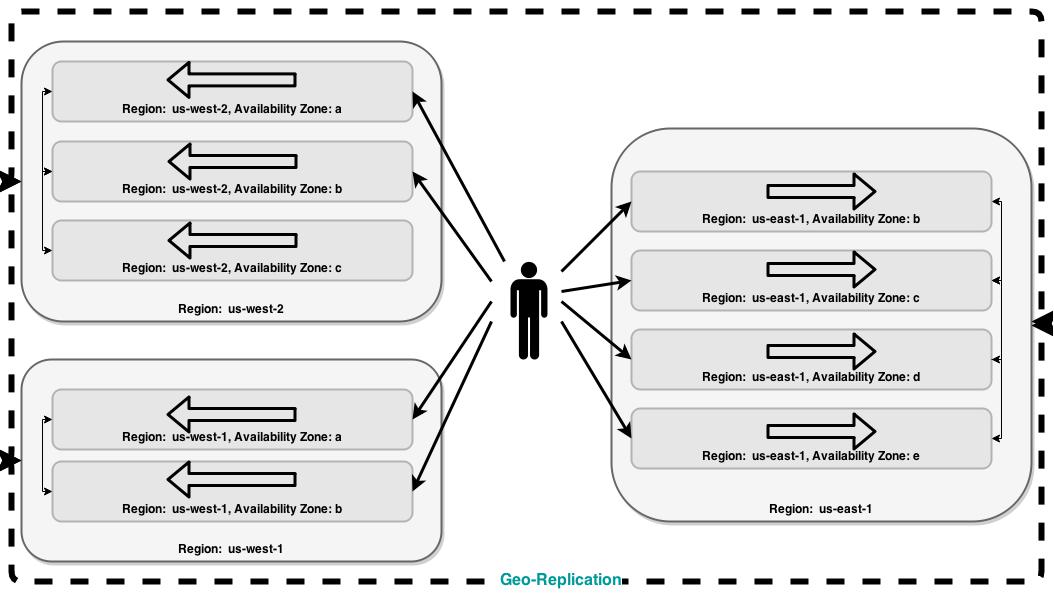 Region:  us-west-2, Availability Zone: a
Region:  us-west-2, Availability Zone: b
Region:  us-west-2, Availability Zone: c
Region:  us-west-2
Region:  us-west-1, Availability Zone: a
Region:  us-west-1, Availability Zone: b
Region:  us-west-1
Region:  us-east-1, Availability Zone: b
Region:  us-east-1, Availability Zone: c
Region:  us-east-1, Availability Zone: d
Region:  us-east-1, Availability Zone: e
Region:  us-east-1
Geo-Replication